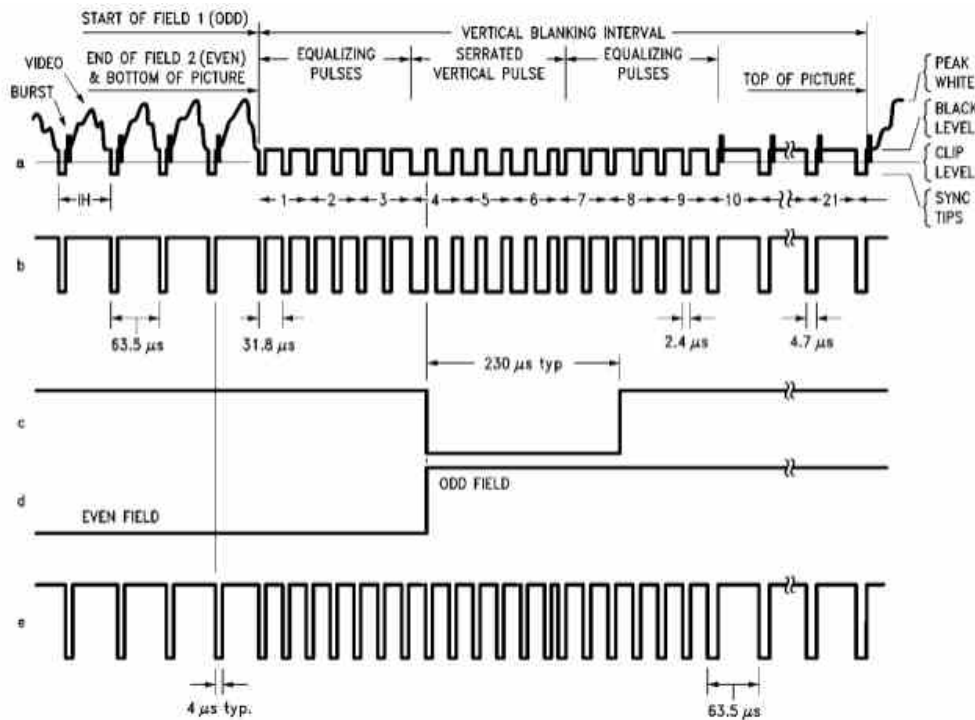 START OF FIELD 1 (ODD)
VERTICAL BLANKING INTERVAL
END OF FIELD 2 (EVEN)
& BOTTOM OF PICTURE
EQUALIZING
PULSES
SERRATED
VERTICAL PULSE
EQUALIZING
PULSES
TOP OF PICTURE
VIDEO
BURST
PEAK
WHITE
BLACK
LEVEL
CLIP
LEVEL
SYNC
TIPS
a
IH
1 2 3 4 5 6 7 8 9 10 21
b
63.5 μs
31.8 μs
2.4 μs
4.7 μs
230 μs typ
c
d
EVEN FIELD
ODD FIELD
e
4 μs typ.
63.5 μs